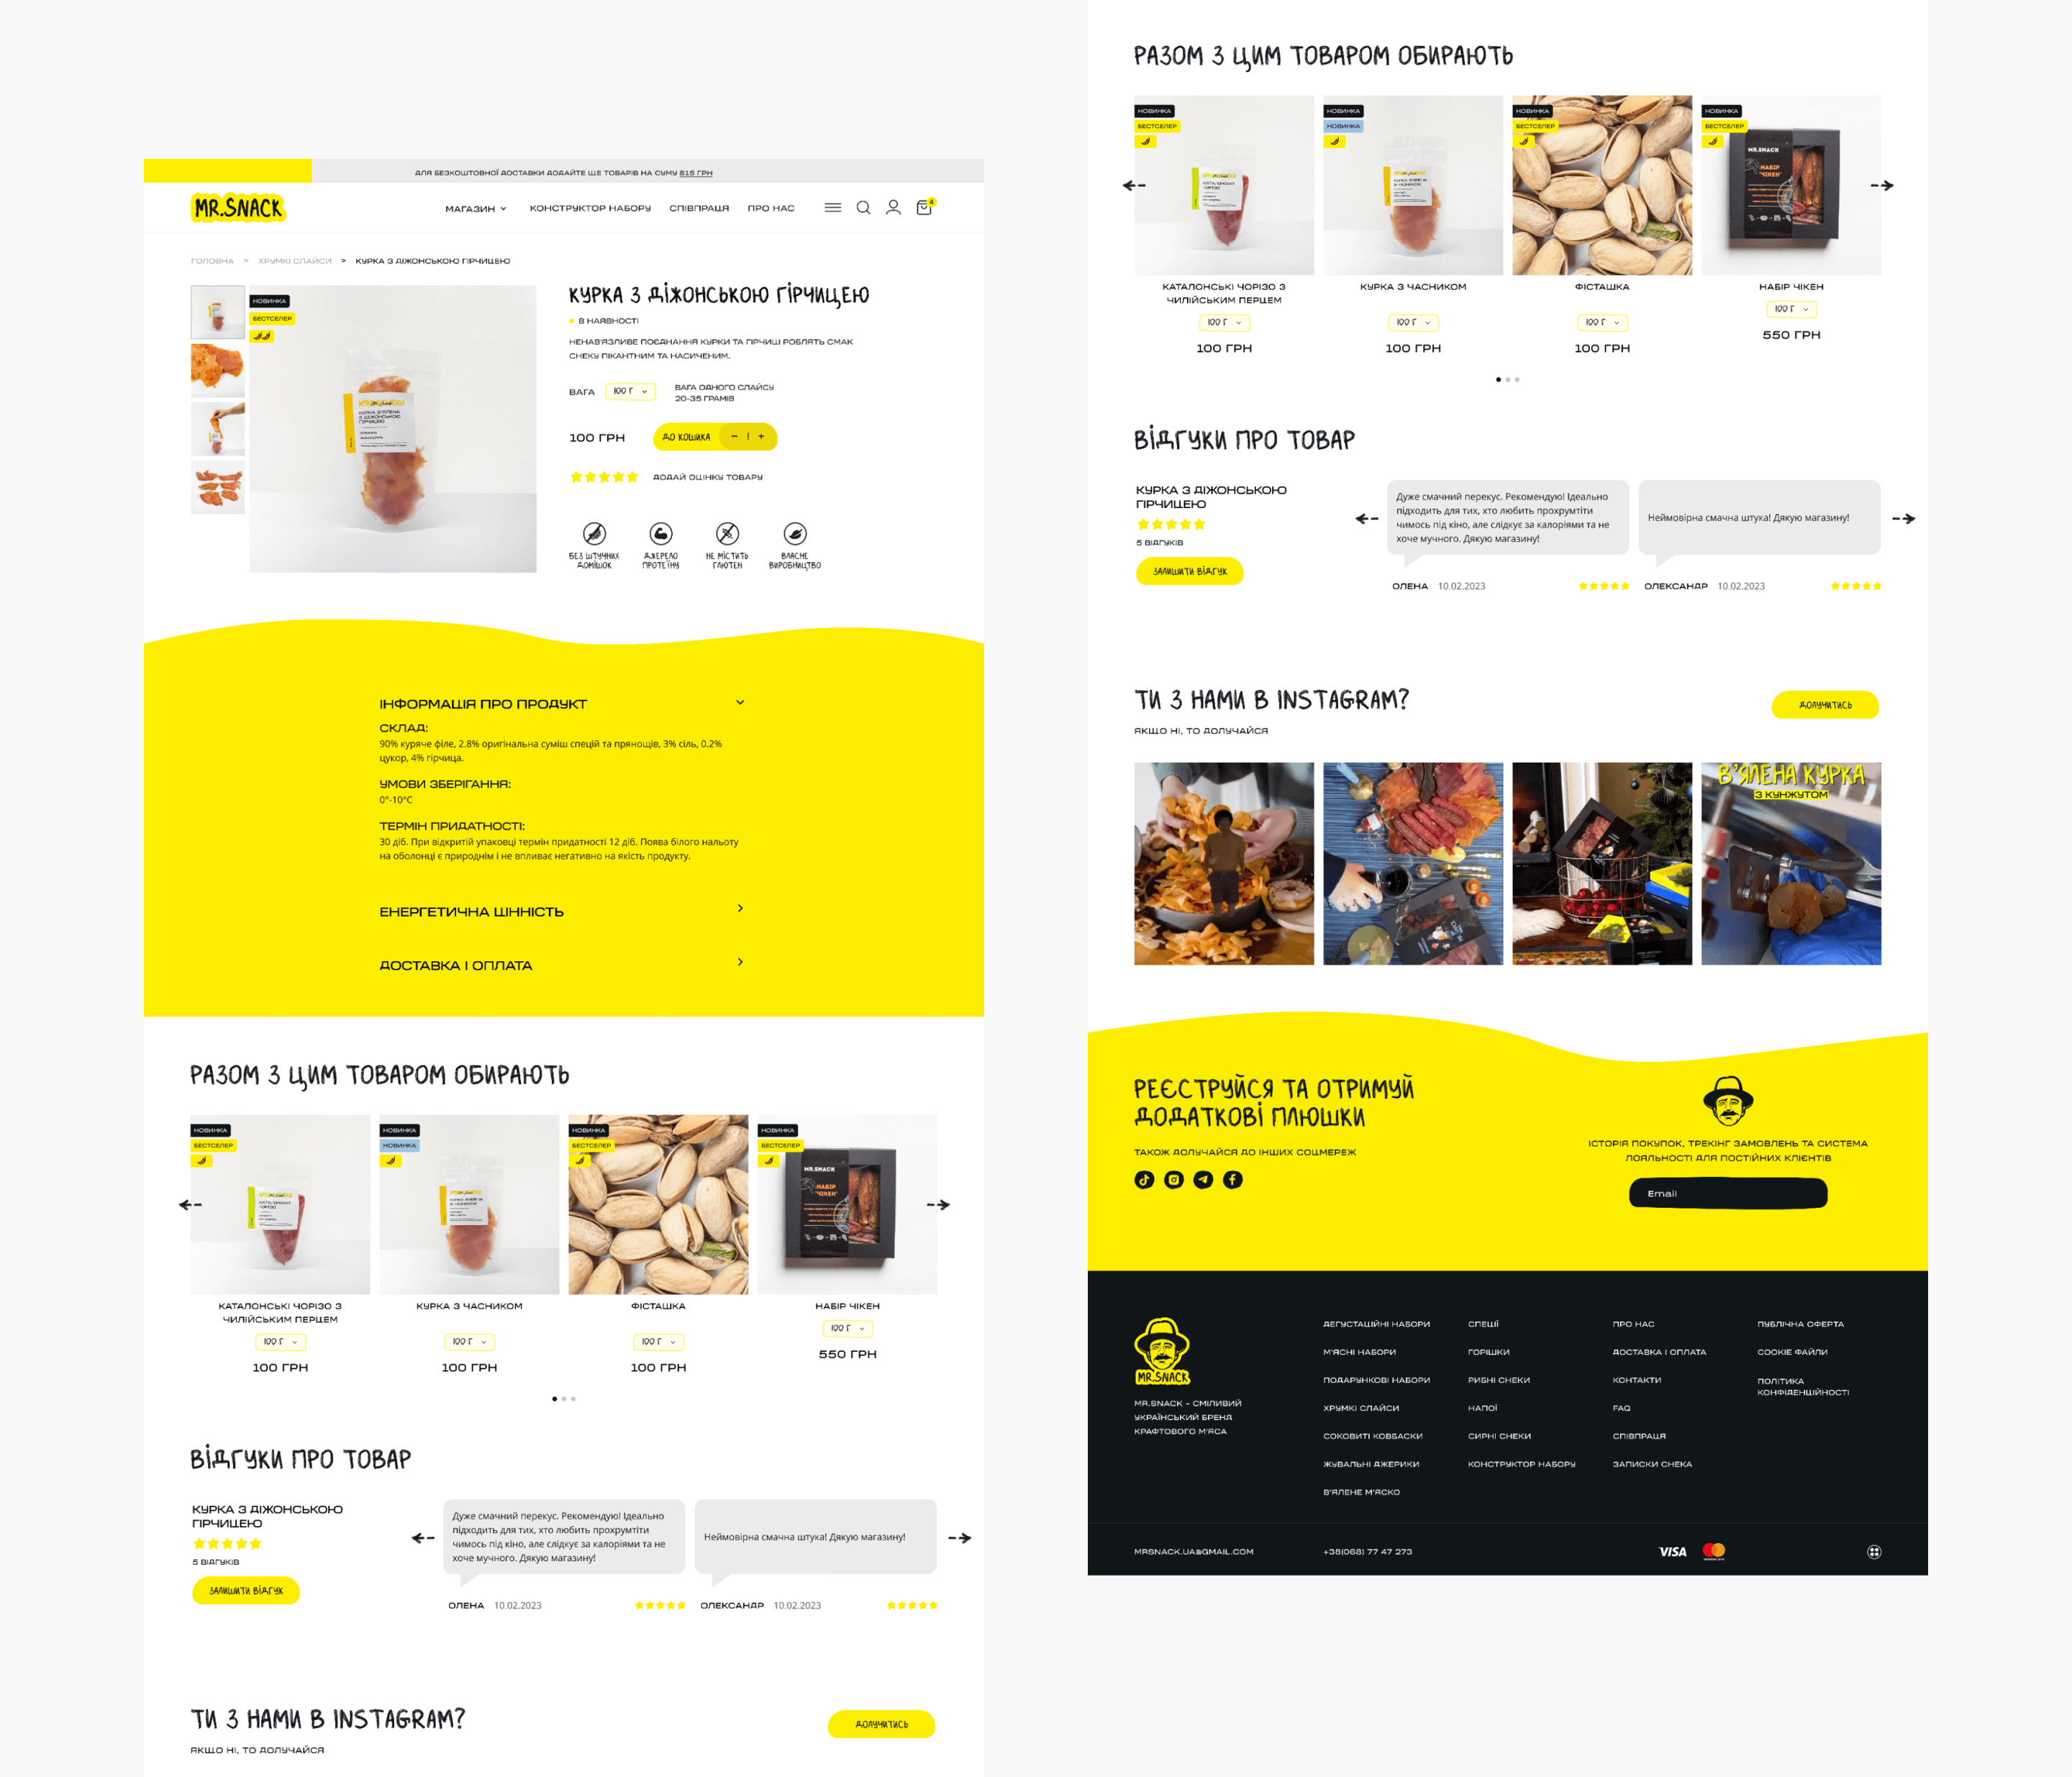 ДЛЯ БЕЗКОШТОВНОЇ ДОСТАВКИ ДОДАЙТЕ ЩЕ ТОВАРІВ НА СУМУ 815 ГРН
MR.SNACK
МАГАЗИН
КОНСТРУКТОР НАБОРУ
СПІВПРАЦЯ
ПРО НАС
4
ГОЛОВНА > ХРУМКІ СЛАЙСИ > КУРКА З ДІЖОНСЬКОЮ ГІРЧИЦЕЮ
НОВИНКА
БЕСТСЕЛЕР
КУРКА З ДІЖОНСЬКОЮ ГІРЧИЦЕЮ
В НАЯВНОСТІ
НЕНАВ'ЯЗЛИВЕ ПОЄДНАННЯ КУРКИ ТА ГІРЧИЦІ РОБЛЯТЬ СМАК
СНЕКУ ПІКАНТНИМ ТА НАСИЧЕНИМ.
ВАГА
100 Г
ВАГА ОДНОГО СЛАЙСУ
20-35 ГРАМІВ
100 ГРН
ДО КОШИКА
– 1 +
ДОДАЙ ОЦІНКУ ТОВАРУ
БЕЗ ШТУЧНИХ
ДОМІШОК
ДЖЕРЕЛО
ПРОТЕЇНУ
НЕ МІСТИТЬ
ГЛЮТЕН
ВЛАСНЕ
ВИРОБНИЦТВО
ІНФОРМАЦІЯ ПРО ПРОДУКТ
СКЛАД:
90% куряче філе, 2.8% оригінальна суміш спецій та прянощів, 3% сіль, 0.2%
цукор, 4% гірчица.
УМОВИ ЗБЕРІГАННЯ:
0°-10°C
ТЕРМІН ПРИДАТНОСТІ:
30 діб. При відкритій упаковці термін придатності 12 діб. Поява білого нальоту
на оболонці є природнім і не впливає негативно на якість продукту.
ЕНЕРГЕТИЧНА ЦІННІСТЬ
ДОСТАВКА І ОПЛАТА
РАЗОМ З ЦИМ ТОВАРОМ ОБИРАЮТЬ
НОВИНКА
БЕСТСЕЛЕР
НОВИНКА
НОВИНКА
НОВИНКА
БЕСТСЕЛЕР
НОВИНКА
БЕСТСЕЛЕР
MR.SNACK
НАБІР
"ЧІКЕН"
КАТАЛОНСЬКІ ЧОРІЗО З
ЧИЛІЙСЬКИМ ПЕРЦЕМ
100 Г
100 ГРН
КУРКА З ЧАСНИКОМ
100 Г
100 ГРН
ФІСТАШКА
100 Г
100 ГРН
НАБІР ЧІКЕН
100 Г
550 ГРН
ВІДГУКИ ПРО ТОВАР
КУРКА З ДІЖОНСЬКОЮ
ГІРЧИЦЕЮ
5 ВІДГУКІВ
ЗАЛИШИТИ ВІДГУК
Дуже смачний перекус. Рекомендую! Ідеально
підходить для тих, хто любить прохрумтіти
чимось під кіно, але слідкує за калоріями та не
хоче мучного. Дякую магазину!
ОЛЕНА 10.02.2023
Неймовірна смачна штука! Дякую магазину!
ОЛЕКСАНДР 10.02.2023
ТИ З НАМИ В INSTAGRAM?
ЯКЩО НІ, ТО ДОЛУЧАЙСЯ
ДОЛУЧИТИСЬ
РАЗОМ З ЦИМ ТОВАРОМ ОБИРАЮТЬ
НОВИНКА
БЕСТСЕЛЕР
НОВИНКА
НОВИНКА
НОВИНКА
БЕСТСЕЛЕР
НОВИНКА
БЕСТСЕЛЕР
MR.SNACK
НАБІР
"ЧІКЕН"
КАТАЛОНСЬКІ ЧОРІЗО З
ЧИЛІЙСЬКИМ ПЕРЦЕМ
100 Г
100 ГРН
КУРКА З ЧАСНИКОМ
100 Г
100 ГРН
ФІСТАШКА
100 Г
100 ГРН
НАБІР ЧІКЕН
100 Г
550 ГРН
ВІДГУКИ ПРО ТОВАР
КУРКА З ДІЖОНСЬКОЮ
ГІРЧИЦЕЮ
5 ВІДГУКІВ
ЗАЛИШИТИ ВІДГУК
Дуже смачний перекус. Рекомендую! Ідеально
підходить для тих, хто любить прохрумтіти
чимось під кіно, але слідкує за калоріями та не
хоче мучного. Дякую магазину!
ОЛЕНА 10.02.2023
Неймовірна смачна штука! Дякую магазину!
ОЛЕКСАНДР 10.02.2023
ТИ З НАМИ В INSTAGRAM?
ЯКЩО НІ, ТО ДОЛУЧАЙСЯ
ДОЛУЧИТИСЬ
В'ЯЛЕНА КУРКА
З КУНЖУТОМ
РЕЄСТРУЙСЯ ТА ОТРИМУЙ
ДОДАТКОВІ ПЛЮШКИ
ТАКОЖ ДОЛУЧАЙСЯ ДО ІНШИХ СОЦМЕРЕЖ
ІСТОРІЯ ПОКУПОК, ТРЕКІНГ ЗАМОВЛЕНЬ ТА СИСТЕМА
ЛОЯЛЬНОСТІ ДЛЯ ПОСТІЙНИХ КЛІЄНТІВ
Email
MR.SNACK
MR.SNACK – СМІЛИВИЙ
УКРАЇНСЬКИЙ БРЕНД
КРАФТОВОГО М'ЯСА
ДЕГУСТАЦІЙНІ НАБОРИ
М'ЯСНІ НАБОРИ
ПОДАРУНКОВІ НАБОРИ
ХРУМКІ СЛАЙСИ
СОКОВИТІ КОВБАСКИ
ЖУВАЛЬНІ ДЖЕРИКИ
В'ЯЛЕНЕ М'ЯСКО
СПЕЦІЇ
ГОРІШКИ
РИБНІ СНЕКИ
НАПОЇ
СИРНІ СНЕКИ
КОНСТРУКТОР НАБОРУ
ПРО НАС
ДОСТАВКА І ОПЛАТА
КОНТАКТИ
FAQ
СПІВПРАЦЯ
ЗАПИСКИ СНЕКА
ПУБЛІЧНА ОФЕРТА
COOKIE ФАЙЛИ
ПОЛІТИКА
КОНФІДЕНЦІЙНОСТІ
MRSNACK.UA@GMAIL.COM
+38(068) 77 47 273
VISA